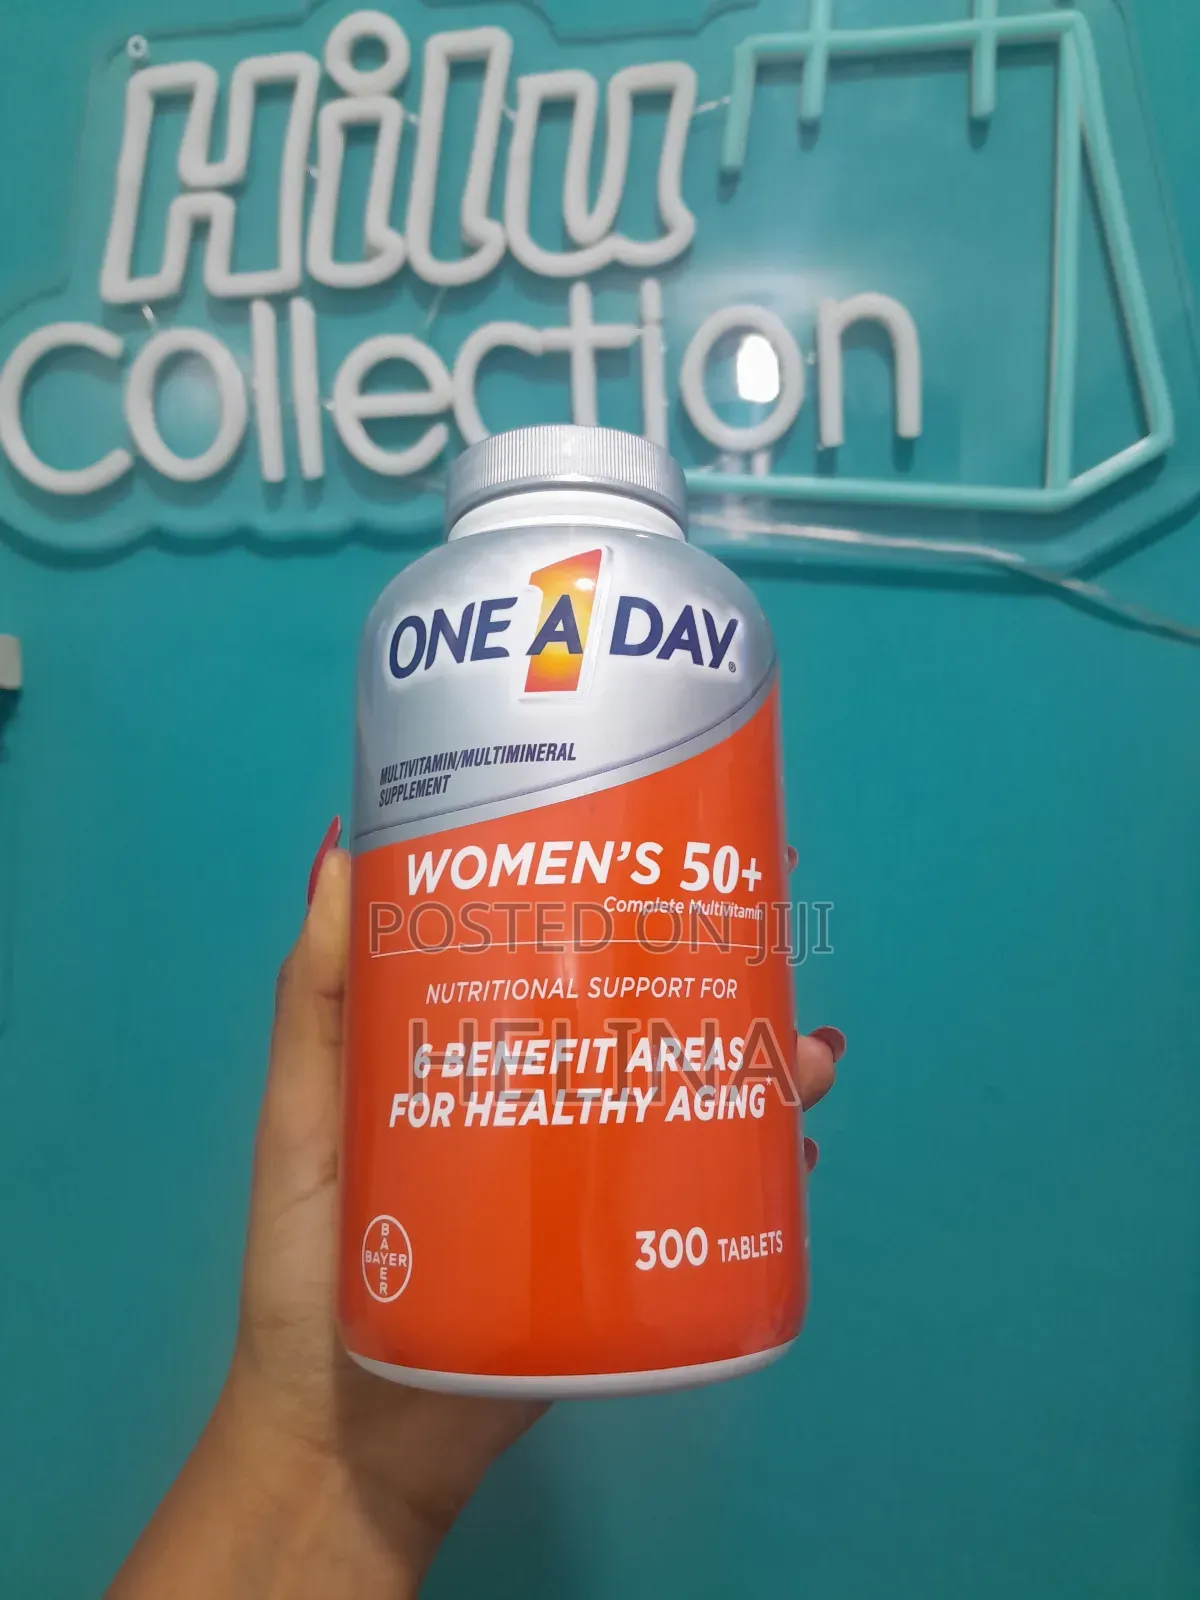 Hilu
Collection
ONE A DAY®
MULTIVITAMIN/MULTIMINERAL
SUPPLEMENT
WOMEN'S 50+
Complete Multivitamin
POSTED ON JIJI
NUTRITIONAL SUPPORT FOR
HELINA
6 BENEFIT AREAS
FOR HEALTHY AGING*
300 TABLETS
BAYER
BAYER